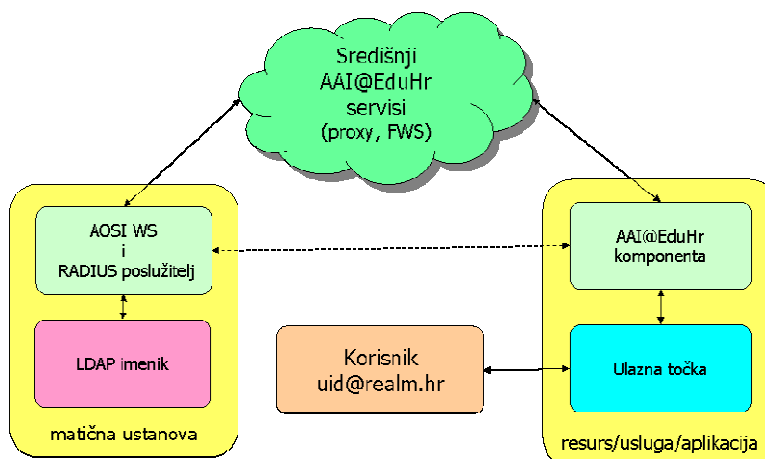 Središnji
AAI@EduHr
servisi
(proxy, FWS)
AOSI WS
i
RADIUS poslužitelj
LDAP imenik
matična ustanova
Korisnik
uid@realm.hr
AAI@EduHr
komponenta
Ulazna točka
resurs/usluga/aplikacija